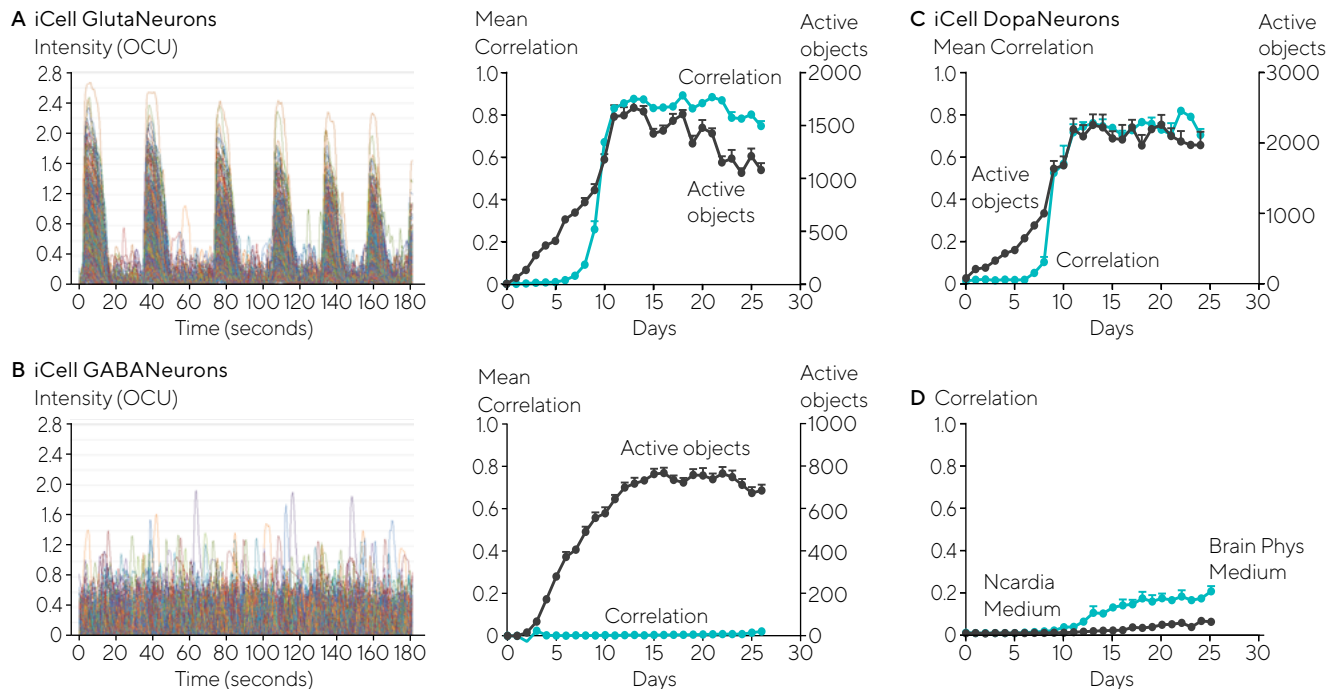 A iCell GlutaNeurons
Intensity (OCU)
2.8
2.4
2.0
1.6
1.2
0.8
0.4
0
0 20 40 60 80 100 120 140 160 180
Time (seconds)
Mean
Correlation
Active
objects
1.0
0.8
0.6
0.4
0.2
0
2000
1500
1000
500
0
Correlation
Active
objects
0 5 10 15 20 25 30
Days
C iCell DopaNeurons
Mean Correlation
Active
objects
1.0
0.8
0.6
0.4
0.2
0
3000
2000
1000
0
Active
objects
Correlation
0 5 10 15 20 25 30
Days
B iCell GABANeurons
Intensity (OCU)
2.8
2.4
2.0
1.6
1.2
0.8
0.4
0
0 20 40 60 80 100 120 140 160 180
Time (seconds)
Mean
Correlation
Active
objects
1.0
0.8
0.6
0.4
0.2
0
1000
800
600
400
200
0
Active objects
Correlation
0 5 10 15 20 25 30
Days
D Correlation
1.0
0.8
0.6
0.4
0.2
0
Ncardia
Medium
Brain Phys
Medium
0 5 10 15 20 25 30
Days